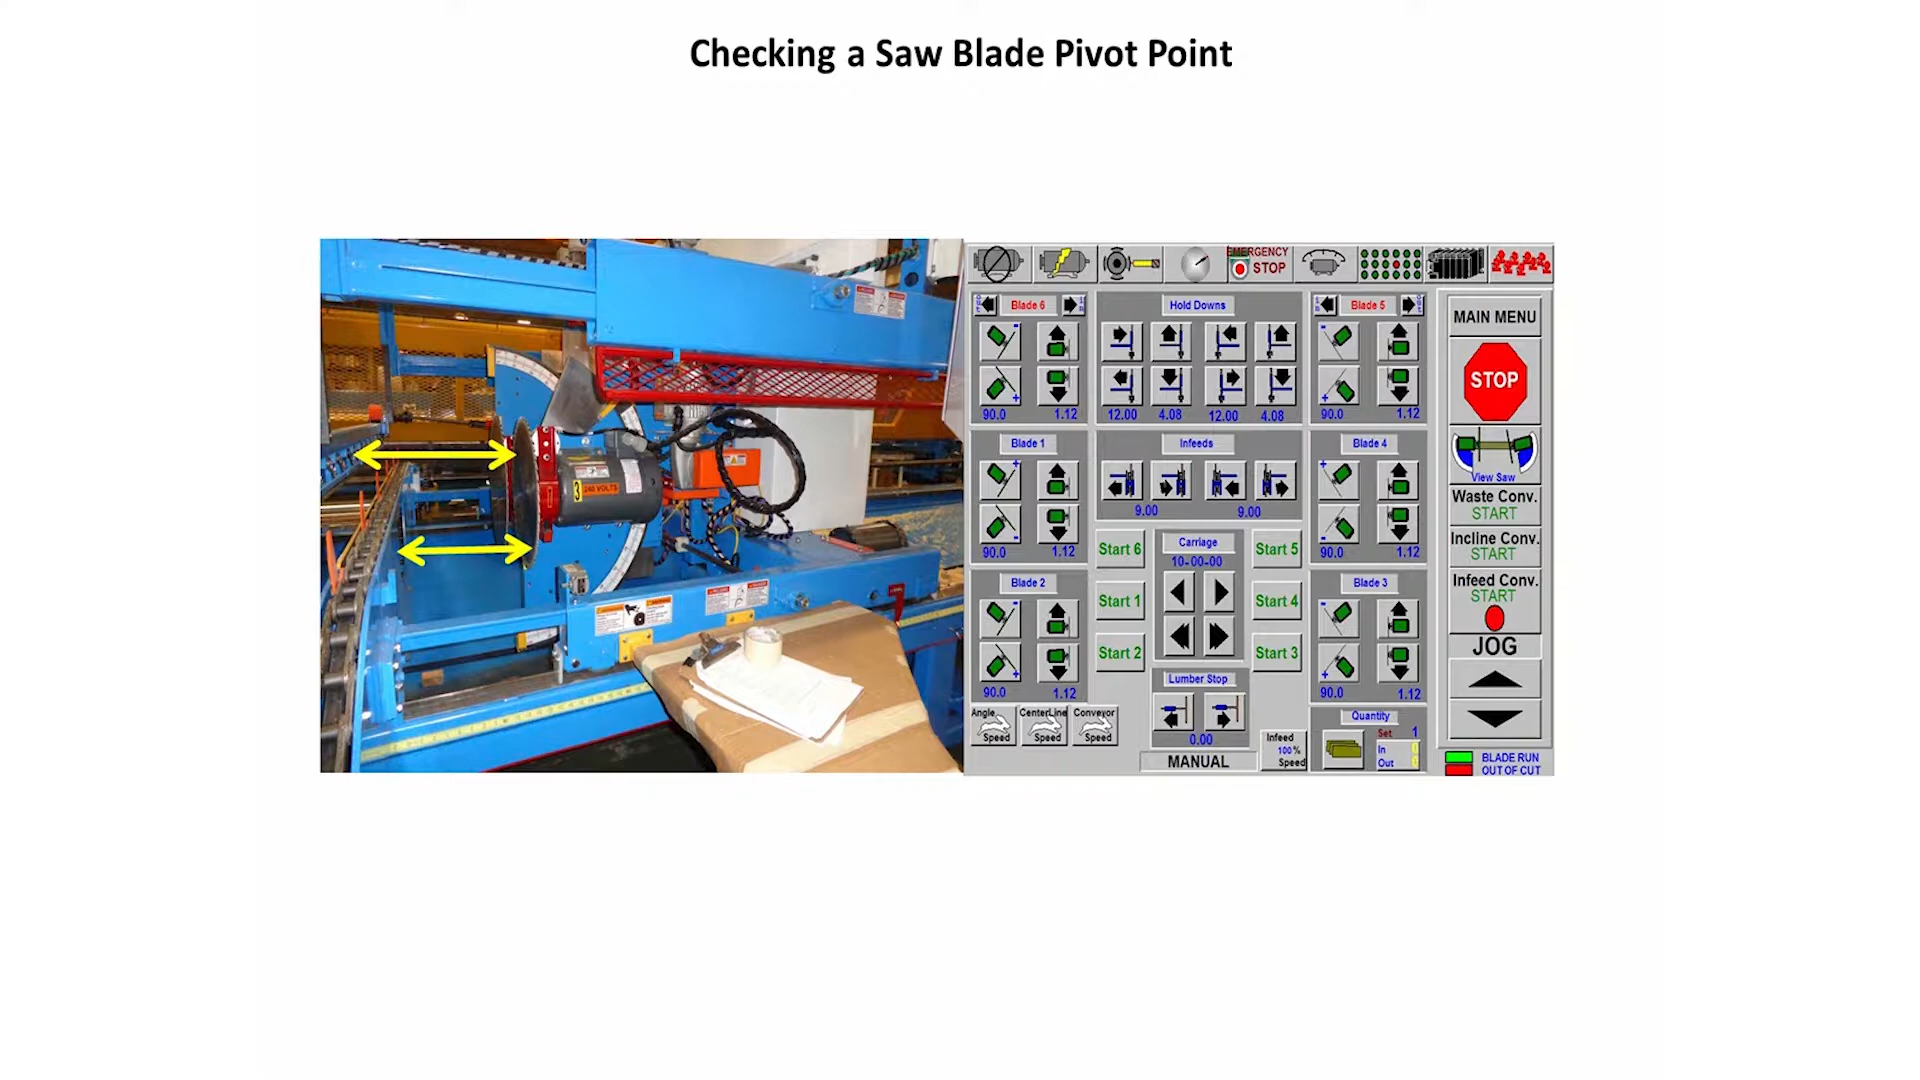 Checking a Saw Blade Pivot Point
3
240 VOLTS
EMERGENCY
STOP
Blade 6
Hold Downs
Blade 5
MAIN MENU
STOP
90.0 1.12
12.00 4.08 12.00 4.08
90.0 1.12
Blade 1
Infeeds
Blade 4
View Saw
Waste Conv.
START
9.00 9.00
90.0 1.12
90.0 1.12
Incline Conv.
START
Start 6
Carriage
Start 5
10-00-00
Blade 2
Blade 3
Infeed Conv.
START
Start 1
Start 4
JOG
Start 2
Start 3
Lumber Stop
90.0 1.12
90.0 1.12
Angle
Speed
CenterLine
Speed
Conveyor
Speed
0.00
MANUAL
Infeed
100%
Speed
Quantity
Set 1
In
Out
BLADE RUN
OUT OF CUT